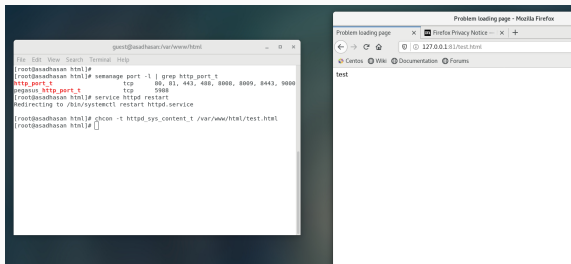 guest@asadhasan:/var/www/html
File Edit View Search Terminal Help
[root@asadhasan html]#
[root@asadhasan html]# semanage port -l | grep http_port_t
http_port_t tcp 80, 81, 443, 488, 8008, 8009, 8443, 9000
pegasus_http_port_t tcp 5988
[root@asadhasan html]# service httpd restart
Redirecting to /bin/systemctl restart httpd.service
[root@asadhasan html]# chcon -t httpd_sys_content_t /var/www/html/test.html
[root@asadhasan html]#
Problem loading page - Mozilla Firefox
Problem loading page × Firefox Privacy Notice — × +
127.0.0.1:81/test.html
Centos Wiki Documentation Forums
test